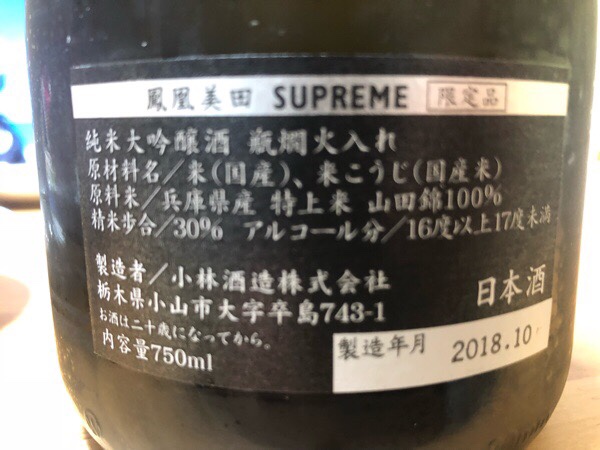 鳳凰美田 SUPREME 限定品
純米大吟醸酒 瓶燗火入れ
原材料名/米(国産)、米こうじ(国産米)
原料米/兵庫県産 特上米 山田錦100%
精米歩合/30% アルコール分/16度以上17度未満
製造者/小林酒造株式会社
栃木県小山市大字卒島743-1
日本酒
お酒は二十歳になってから。
内容量750ml
製造年月 2018.10